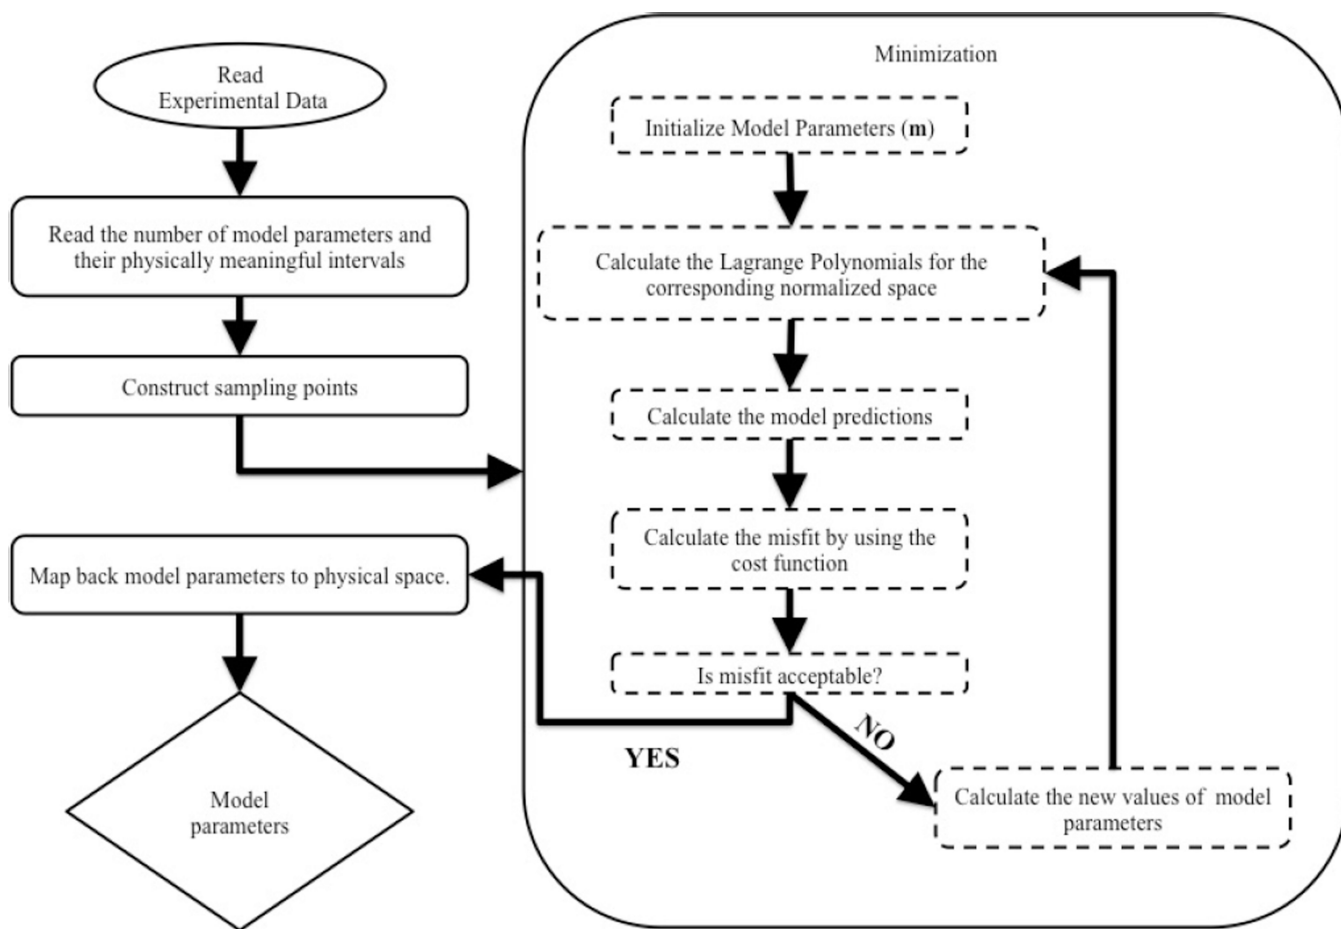 Read
Experimental Data
Read the number of model parameters and
their physically meaningful intervals
Construct sampling points
Map back model parameters to physical space.
Model
parameters
Minimization
Initialize Model Parameters (m)
Calculate the Lagrange Polynomials for the
corresponding normalized space
Calculate the model predictions
Calculate the misfit by using the
cost function
Is misfit acceptable?
YES
NO
Calculate the new values of model
parameters